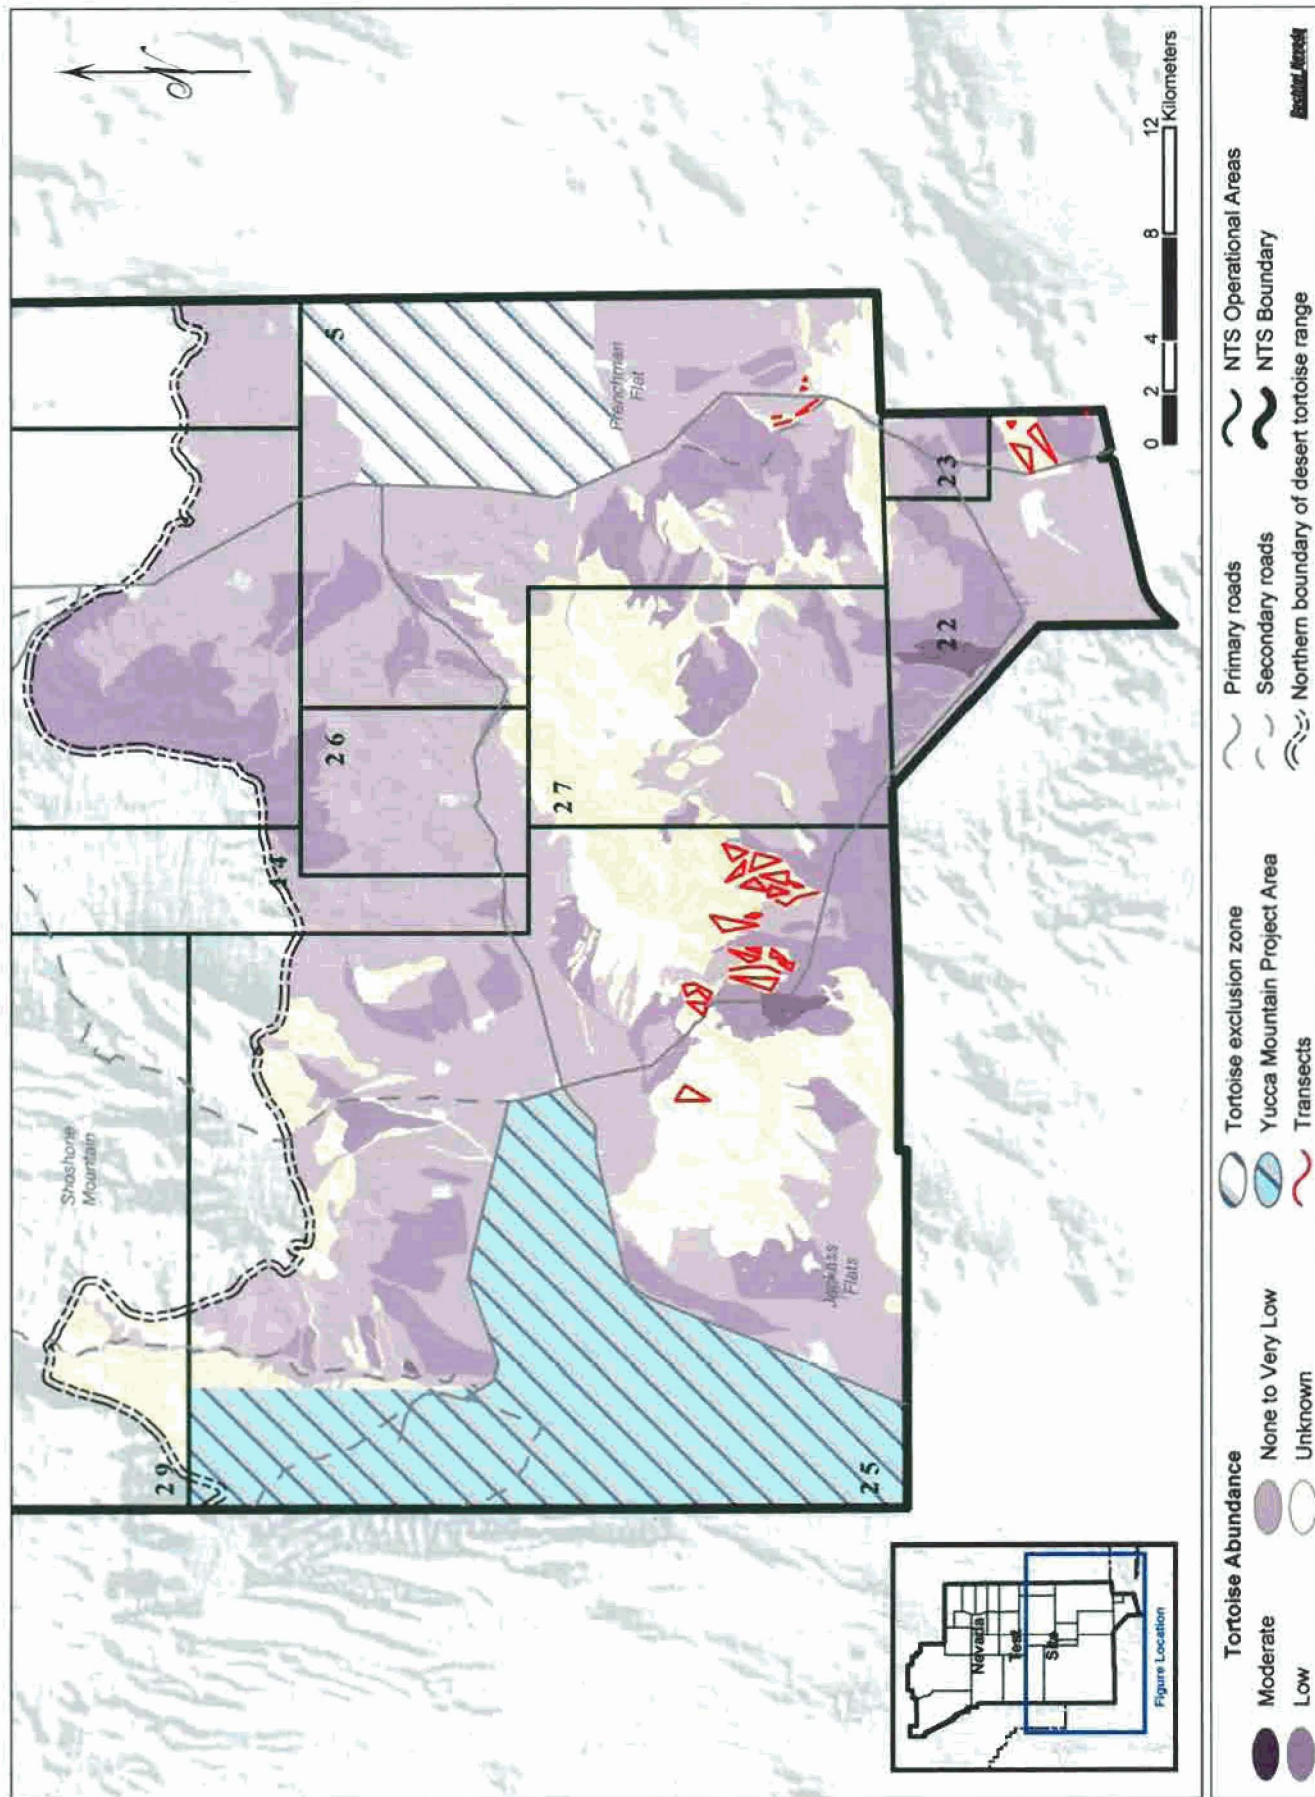 Shoshone
Mountain
29
14
26
5
Frenchman
Flat
27
25
Jackass
Flats
22
23
N
Nevada
Test
Site
Figure Location
0 2 4 8 12
Kilometers
Tortoise Abundance
Moderate
Low
None to Very Low
Unknown
Tortoise exclusion zone
Yucca Mountain Project Area
Transects
Primary roads
Secondary roads
Northern boundary of desert tortoise range
NTS Operational Areas
NTS Boundary
Bechtel Nevada